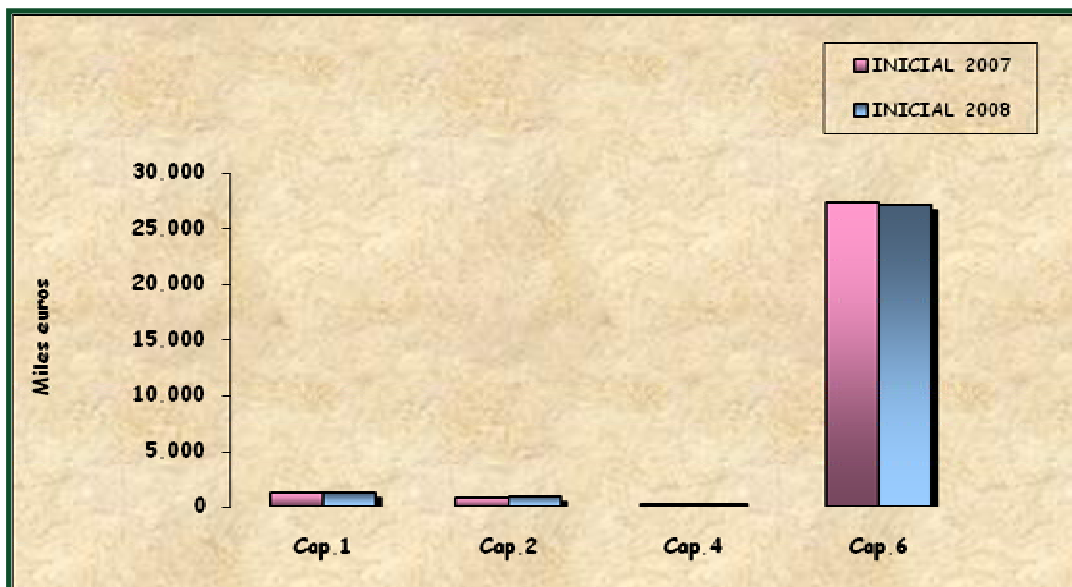 INICIAL 2007
INICIAL 2008
30.000
25.000
20.000
15.000
10.000
5.000
0
Miles euros
Cap.1
Cap.2
Cap.4
Cap.6